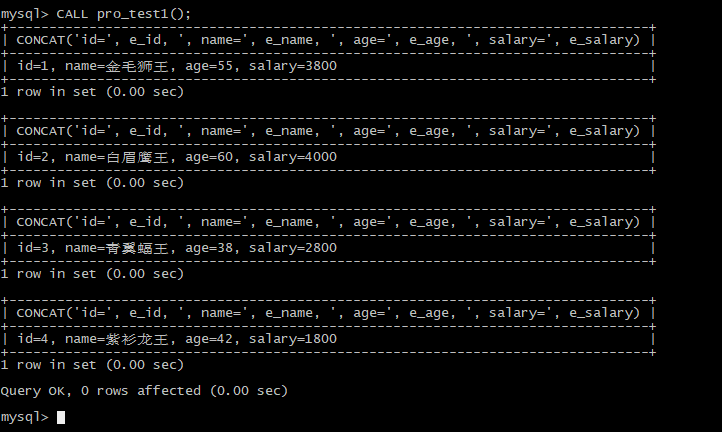 mysql> CALL pro_test1();
+-------------------------------------------------------------------------------+
| CONCAT('id=', e_id, ', name=', e_name, ', age=', e_age, ', salary=', e_salary) |
+-------------------------------------------------------------------------------+
| id=1, name=金毛狮王, age=55, salary=3800 |
+-------------------------------------------------------------------------------+
1 row in set (0.00 sec)
+-------------------------------------------------------------------------------+
| CONCAT('id=', e_id, ', name=', e_name, ', age=', e_age, ', salary=', e_salary) |
+-------------------------------------------------------------------------------+
| id=2, name=白眉鹰王, age=60, salary=4000 |
+-------------------------------------------------------------------------------+
1 row in set (0.00 sec)
+-------------------------------------------------------------------------------+
| CONCAT('id=', e_id, ', name=', e_name, ', age=', e_age, ', salary=', e_salary) |
+-------------------------------------------------------------------------------+
| id=3, name=青翼蝠王, age=38, salary=2800 |
+-------------------------------------------------------------------------------+
1 row in set (0.00 sec)
+-------------------------------------------------------------------------------+
| CONCAT('id=', e_id, ', name=', e_name, ', age=', e_age, ', salary=', e_salary) |
+-------------------------------------------------------------------------------+
| id=4, name=紫衫龙王, age=42, salary=1800 |
+-------------------------------------------------------------------------------+
1 row in set (0.00 sec)
Query OK, 0 rows affected (0.00 sec)
mysql>